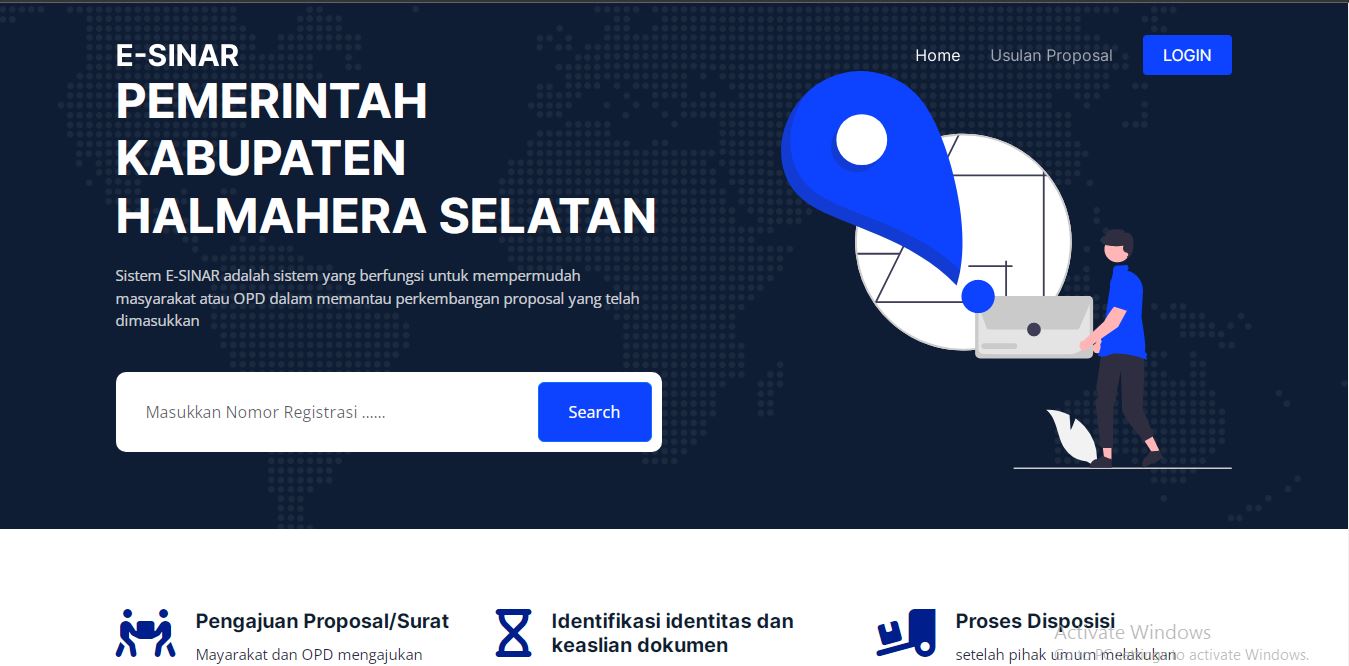 E-SINAR
Home
Usulan Proposal
LOGIN
PEMERINTAH
KABUPATEN
HALMAHERA SELATAN
Sistem E-SINAR adalah sistem yang berfungsi untuk mempermudah
masyarakat atau OPD dalam memantau perkembangan proposal yang telah
dimasukkan
Masukkan Nomor Registrasi ......
Search
Pengajuan Proposal/Surat
Mayarakat dan OPD mengajukan
Identifikasi identitas dan
keaslian dokumen
Proses Disposisi
setelah pihak umum melakukan
Activate Windows
Go to PC settings to activate Windows.